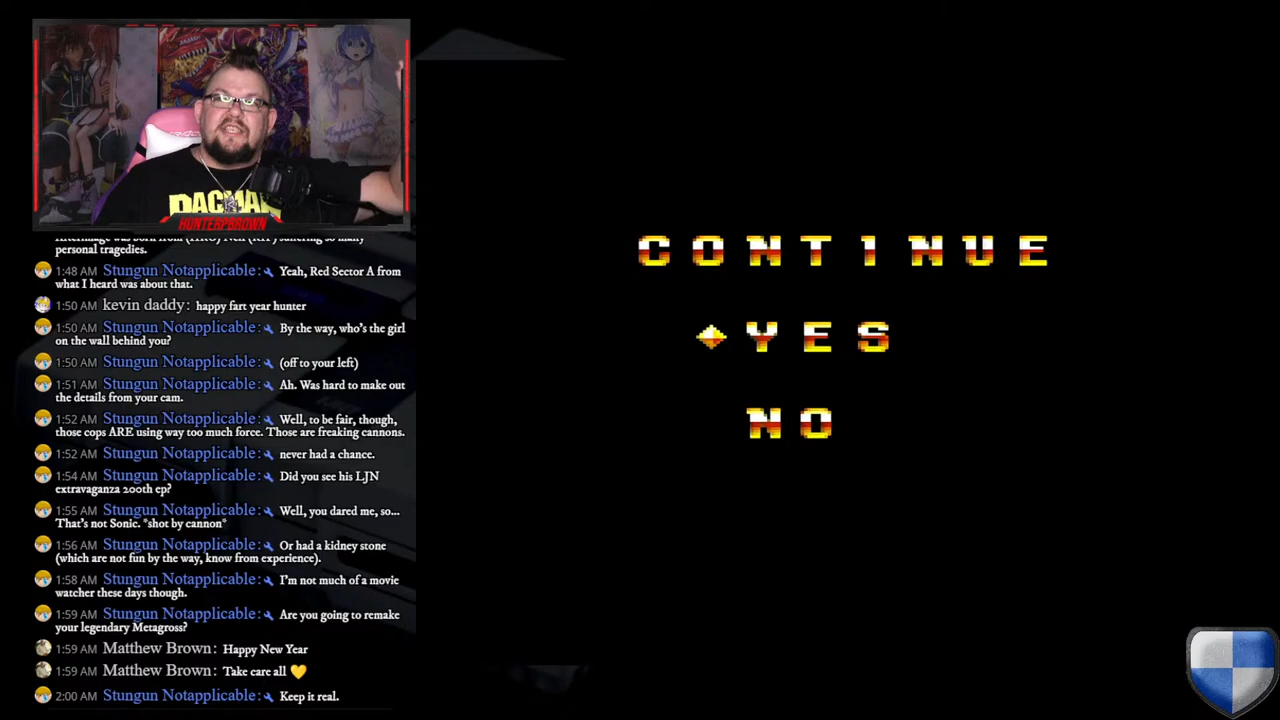 PACMAN
HUNTERPBROWN
personal tragedies.
1:48 AM Stungun Notapplicable: Yeah, Red Sector A from
what I heard was about that.
1:50 AM kevin daddy: happy fart year hunter
1:50 AM Stungun Notapplicable: By the way, who's the girl
on the wall behind you?
1:50 AM Stungun Notapplicable: (off to your left)
1:51 AM Stungun Notapplicable: Ah. Was hard to make out
the details from your cam.
1:52 AM Stungun Notapplicable: Well, to be fair, though,
those cops ARE using way too much force. Those are freaking cannons.
1:52 AM Stungun Notapplicable: never had a chance.
1:54 AM Stungun Notapplicable: Did you see his LJN
extravaganza 200th ep?
1:55 AM Stungun Notapplicable: Well, you dared me, so...
That's not Sonic. *shot by cannon*
1:56 AM Stungun Notapplicable: Or had a kidney stone
(which are not fun by the way, know from experience).
1:58 AM Stungun Notapplicable: I'm not much of a movie
watcher these days though.
1:59 AM Stungun Notapplicable: Are you going to remake
your legendary Metagross?
1:59 AM Matthew Brown: Happy New Year
1:59 AM Matthew Brown: Take care all 💛
2:00 AM Stungun Notapplicable: Keep it real.
CONTINUE
YES
NO